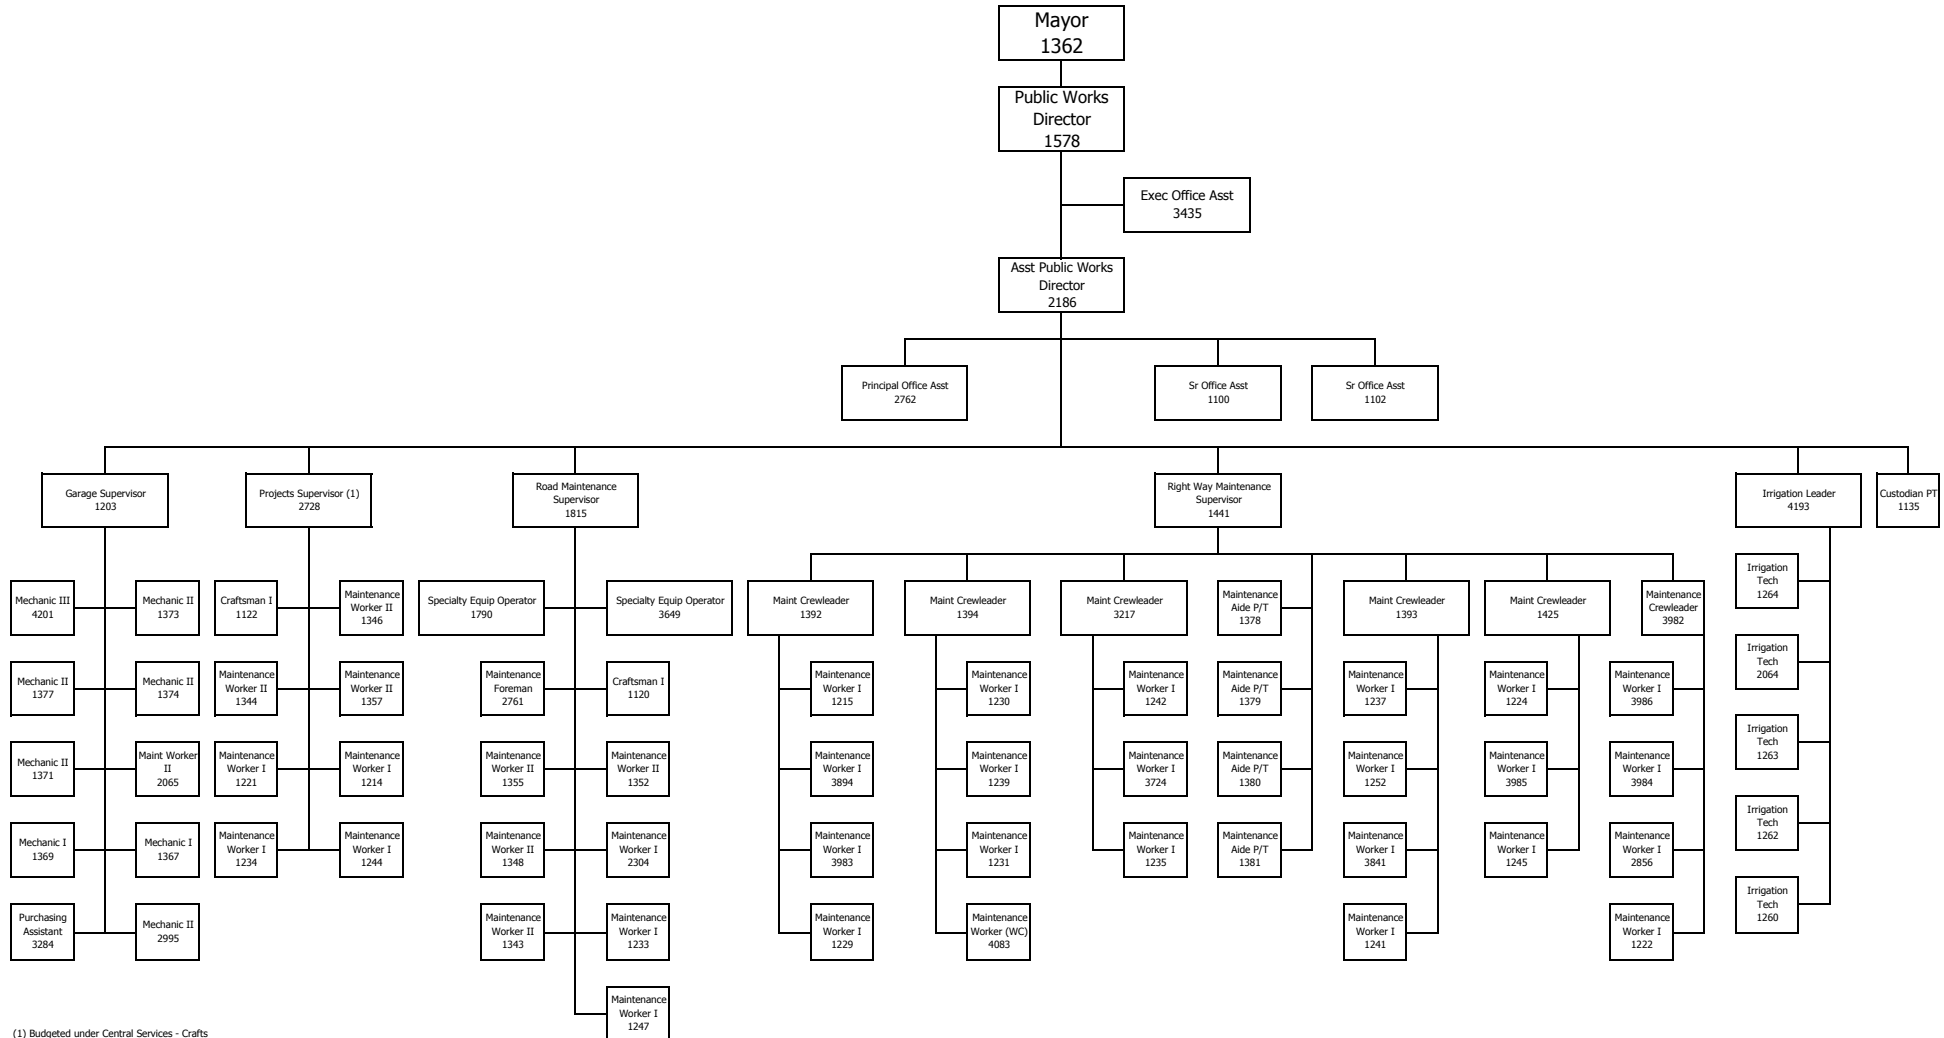 Mayor
1362
Public Works
Director
1578
Exec Office Asst
3435
Asst Public Works
Director
2186
Principal Office Asst
2762
Sr Office Asst
1100
Sr Office Asst
1102
Garage Supervisor
1203
Projects Supervisor (1)
2728
Road Maintenance
Supervisor
1815
Right Way Maintenance
Supervisor
1441
Irrigation Leader
4193
Custodian PT
1135
Mechanic III
4201
Mechanic II
1373
Mechanic II
1377
Mechanic II
1374
Mechanic II
1371
Maint Worker
II
2065
Mechanic I
1369
Mechanic I
1367
Purchasing
Assistant
3284
Mechanic II
2995
Craftsman I
1122
Maintenance
Worker II
1346
Maintenance
Worker II
1344
Maintenance
Worker II
1357
Maintenance
Worker I
1221
Maintenance
Worker I
1214
Maintenance
Worker I
1234
Maintenance
Worker I
1244
Specialty Equip Operator
1790
Specialty Equip Operator
3649
Maintenance
Foreman
2761
Craftsman I
1120
Maintenance
Worker II
1355
Maintenance
Worker II
1352
Maintenance
Worker II
1348
Maintenance
Worker I
2304
Maintenance
Worker II
1343
Maintenance
Worker I
1233
Maintenance
Worker I
1247
Maint Crewleader
1392
Maintenance
Worker I
1215
Maintenance
Worker I
3894
Maintenance
Worker I
3983
Maintenance
Worker I
1229
Maint Crewleader
1394
Maintenance
Worker I
1230
Maintenance
Worker I
1239
Maintenance
Worker I
1231
Maintenance
Worker (WC)
4083
Maint Crewleader
3217
Maintenance
Worker I
1242
Maintenance
Worker I
3724
Maintenance
Worker I
1235
Maintenance
Aide P/T
1378
Maintenance
Aide P/T
1379
Maintenance
Aide P/T
1380
Maintenance
Aide P/T
1381
Maint Crewleader
1393
Maintenance
Worker I
1237
Maintenance
Worker I
1252
Maintenance
Worker I
3841
Maintenance
Worker I
1241
Maint Crewleader
1425
Maintenance
Worker I
1224
Maintenance
Worker I
3985
Maintenance
Worker I
1245
Maintenance
Crewleader
3982
Maintenance
Worker I
3986
Maintenance
Worker I
3984
Maintenance
Worker I
2856
Maintenance
Worker I
1222
Irrigation
Tech
1264
Irrigation
Tech
2064
Irrigation
Tech
1263
Irrigation
Tech
1262
Irrigation
Tech
1260
(1) Budgeted under Central Services - Crafts